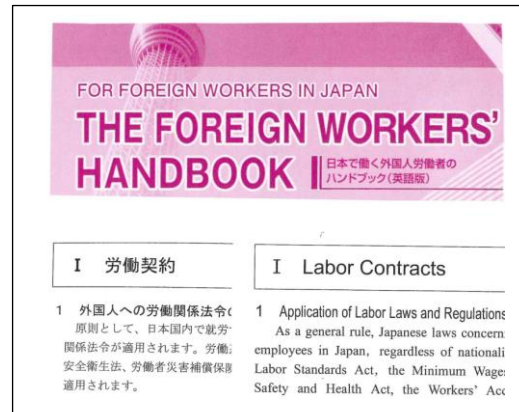 FOR FOREIGN WORKERS IN JAPAN
THE FOREIGN WORKERS'
HANDBOOK
日本で働く外国人労働者の
ハンドブック(英語版)
I 労働契約
1 外国人への労働関係法令の
原則として、日本国内で就労
関係法令が適用されます。労働
安全衛生法、労働者災害補償保
適用されます。
I Labor Contracts
1 Application of Labor Laws and Regulations
As a general rule, Japanese laws concern
employees in Japan, regardless of nationali
Labor Standards Act, the Minimum Wage
Safety and Health Act, the Workers' Acc